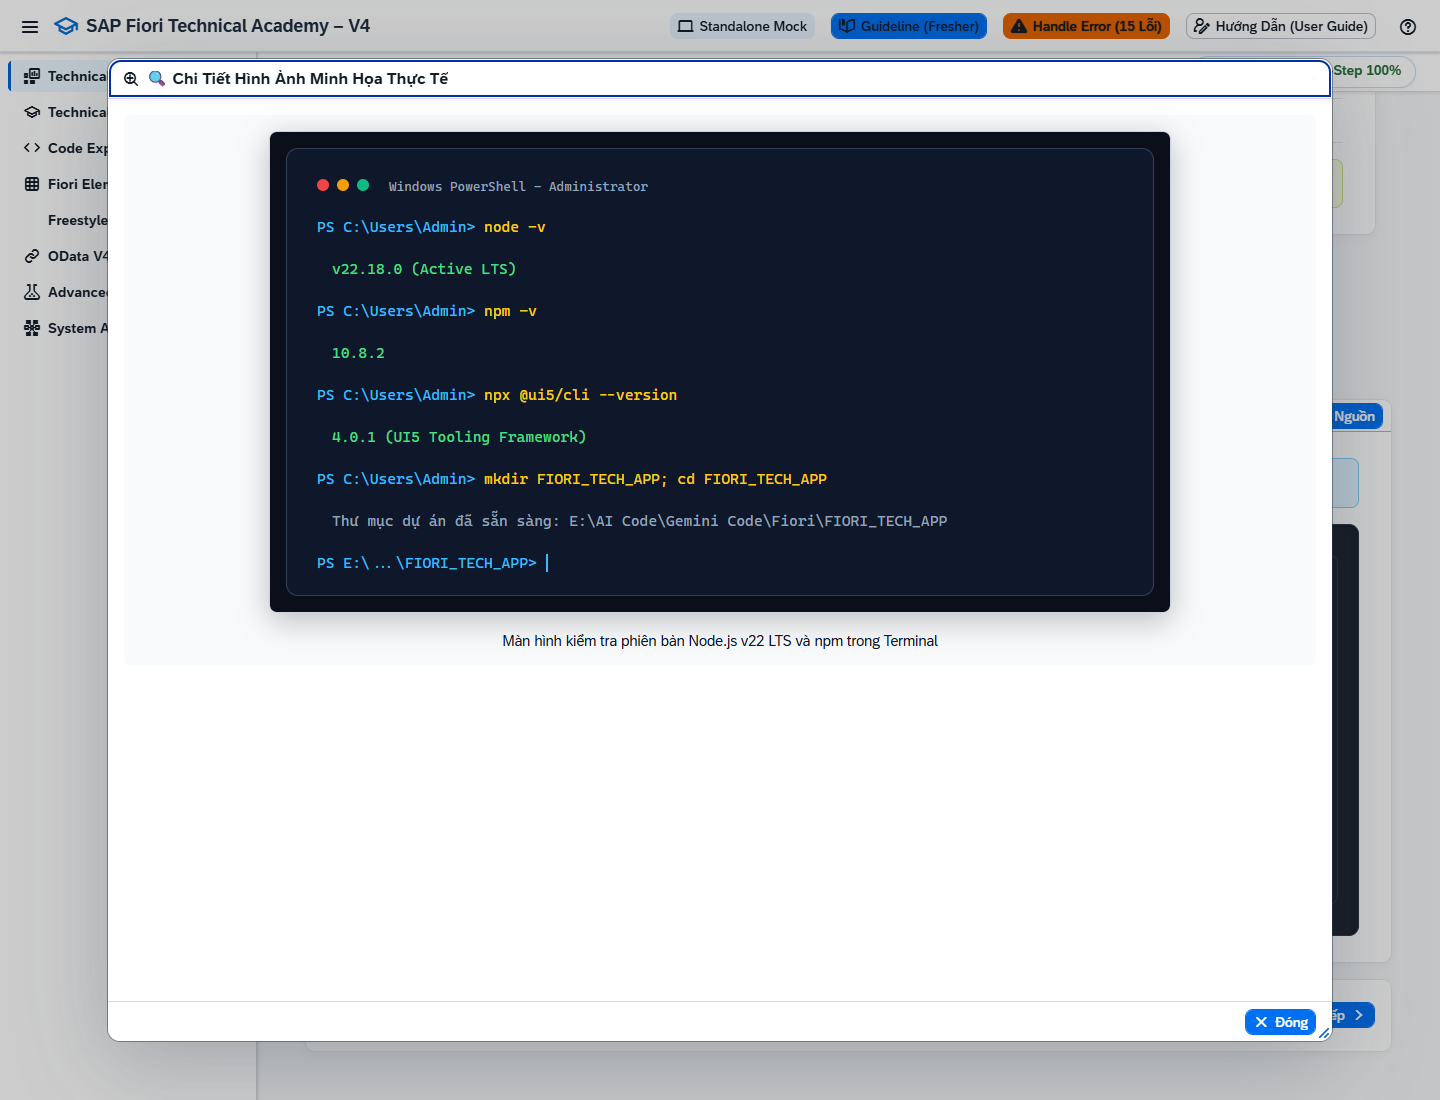 SAP Fiori Technical Academy – V4
Standalone Mock
Guideline (Fresher)
Handle Error (15 Lỗi)
Hướng Dẫn (User Guide)
Technica
Technica
Code Exp
Fiori Eler
Freestyle
OData V4
Advance
System A
Step 100%
🔍 Chi Tiết Hình Ảnh Minh Họa Thực Tế
Windows PowerShell – Administrator
PS C:\Users\Admin> node -v
v22.18.0 (Active LTS)
PS C:\Users\Admin> npm -v
10.8.2
PS C:\Users\Admin> npx @ui5/cli --version
4.0.1 (UI5 Tooling Framework)
PS C:\Users\Admin> mkdir FIORI_TECH_APP; cd FIORI_TECH_APP
Thư mục dự án đã sẵn sàng: E:\AI Code\Gemini Code\Fiori\FIORI_TECH_APP
PS E:\...\FIORI_TECH_APP>
Màn hình kiểm tra phiên bản Node.js v22 LTS và npm trong Terminal
Nguồn
ếp
Đóng